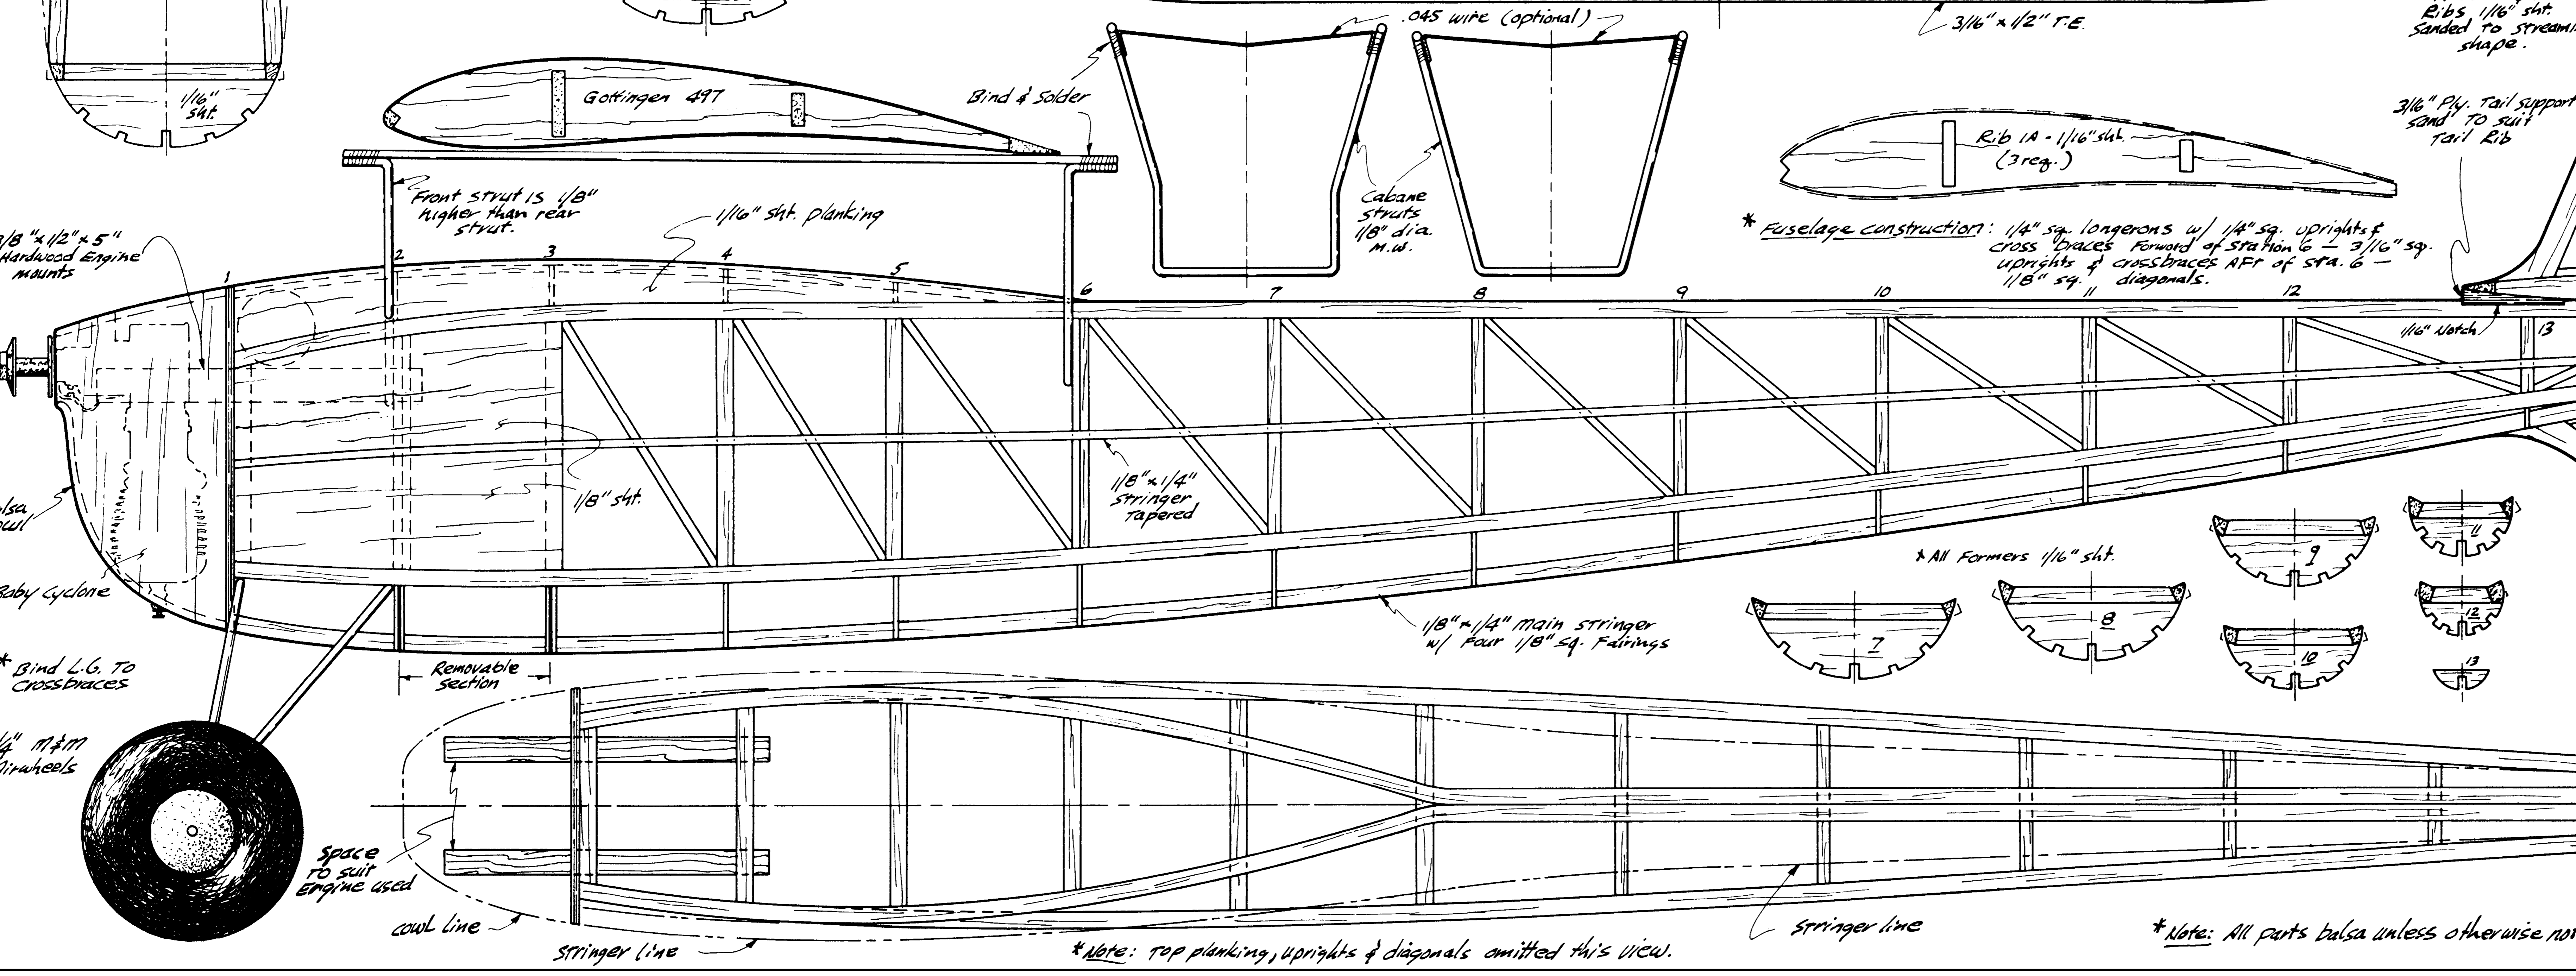 .045 wire (optional)
3/16" x 1/2" T.E.
Ribs 1/16" sht.
Sanded to
shape.
1/16"
sht.
Gottingen 497
Bind & Solder
3/16" Ply. Tail support
sand To suit
Tail Rib
Rib 1A - 1/16" sht.
(3 req.)
Front strut is 1/8"
higher than rear
strut.
1/16" sht. planking
Cabane
struts
1/8" dia.
m.w.
* Fuselage construction: 1/4" sq. longerons w/ 1/4" sq. uprights &
cross braces Forword of Station 6 — 3/16" sq.
uprights & crossbraces AFt of sta. 6 —
1/8" sq. diagonals.
3/8" x 1/2" x 5"
Hardwood Engine
mounts
1
2
3
4
5
6
7
8
9
10
11
12
1/16" Notch
13
1/8" sht.
1/8" x 1/4"
Stringer
Tapered
Baby Cyclone
* All Formers 1/16" sht.
9
11
12
7
8
10
13
1/8" x 1/4" main stringer
w/ Four 1/8" sq. Fairings
* Bind L.G. To
Crossbraces
Removable
Section
M&M
Airwheels
Space
To suit
Engine used
cowl line
Stringer line
Stringer line
* Note: Top planking, uprights & diagonals omitted this view.
* Note: All parts balsa unless otherwise